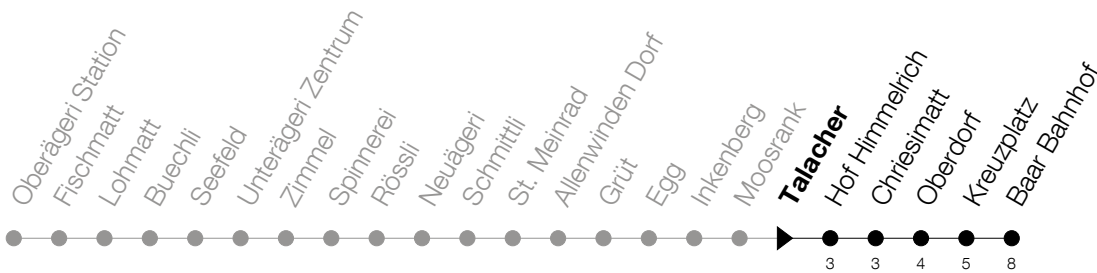 Oberägeri Station
Fischmatt
Lohmatt
Buechli
Seefeld
Unterägeri Zentrum
Zimmel
Spinnerei
Rössli
Neuägeri
Schmittli
St. Meinrad
Allenwinden Dorf
Grüt
Egg
Inkenberg
Moosrank
Talacher
Hof Himmelrich
Chriesimatt
Oberdorf
Kreuzplatz
Baar Bahnhof
3
3
4
5
8